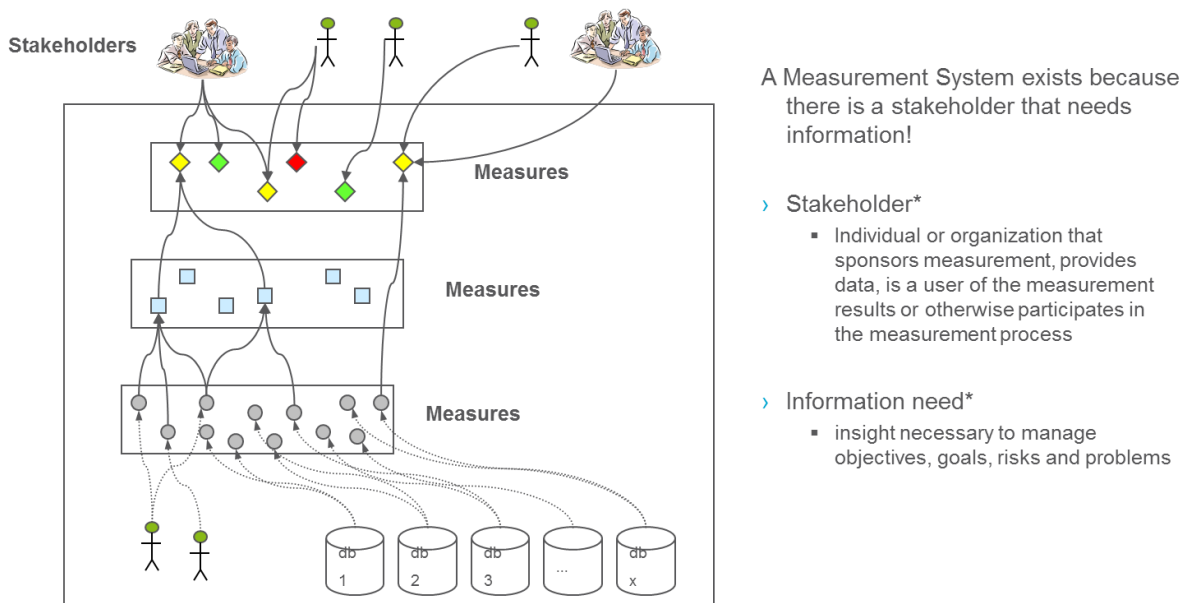 Stakeholders
Measures
Measures
Measures
db
1
db
2
db
3
...
db
x
A Measurement System exists because
there is a stakeholder that needs
information!
› Stakeholder*
▪ Individual or organization that
sponsors measurement, provides
data, is a user of the measurement
results or otherwise participates in
the measurement process
› Information need*
▪ insight necessary to manage
objectives, goals, risks and problems